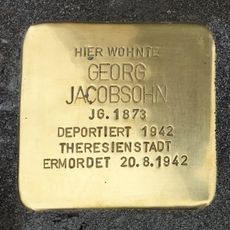 HIER WOHNTE
GEORG
JACOBSOHN
JG. 1873
DEPORTIERT 1942
THERESIENSTADT
ERMORDET 20.8.1942